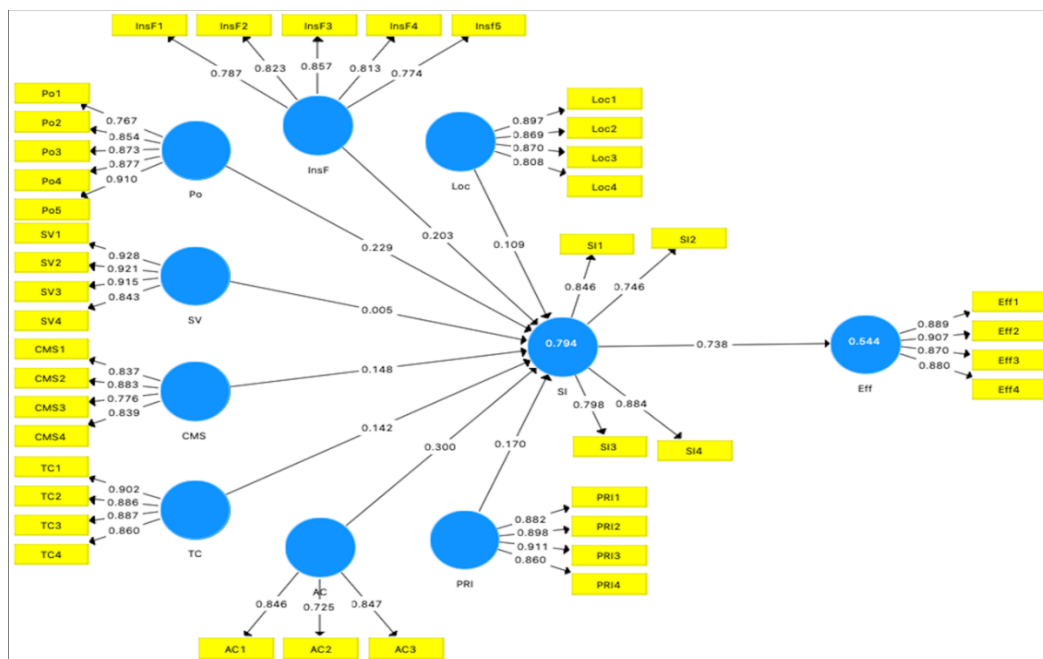 InsF1 InsF2 InsF3 InsF4 Insf5
0.787 0.823 0.857 0.813 0.774
InsF
Po1
Po2
Po3
Po4
Po5
0.767
0.854
0.873
0.877
0.910
Po
Loc1
Loc2
Loc3
Loc4
0.897
0.869
0.870
0.808
Loc
0.229
0.203
0.109
SV1
SV2
SV3
SV4
0.928
0.921
0.915
0.843
SV
0.005
SI1
SI2
0.846
0.746
0.794
SI
0.738
0.544
Eff
0.889
0.907
0.870
0.880
Eff1
Eff2
Eff3
Eff4
0.798
0.884
SI3
SI4
CMS1
CMS2
CMS3
CMS4
0.837
0.883
0.776
0.839
CMS
0.148
0.142
0.300
0.170
TC1
TC2
TC3
TC4
0.902
0.886
0.887
0.860
TC
AC
0.846 0.725 0.847
AC1 AC2 AC3
PRI
0.882
0.898
0.911
0.860
PRI1
PRI2
PRI3
PRI4